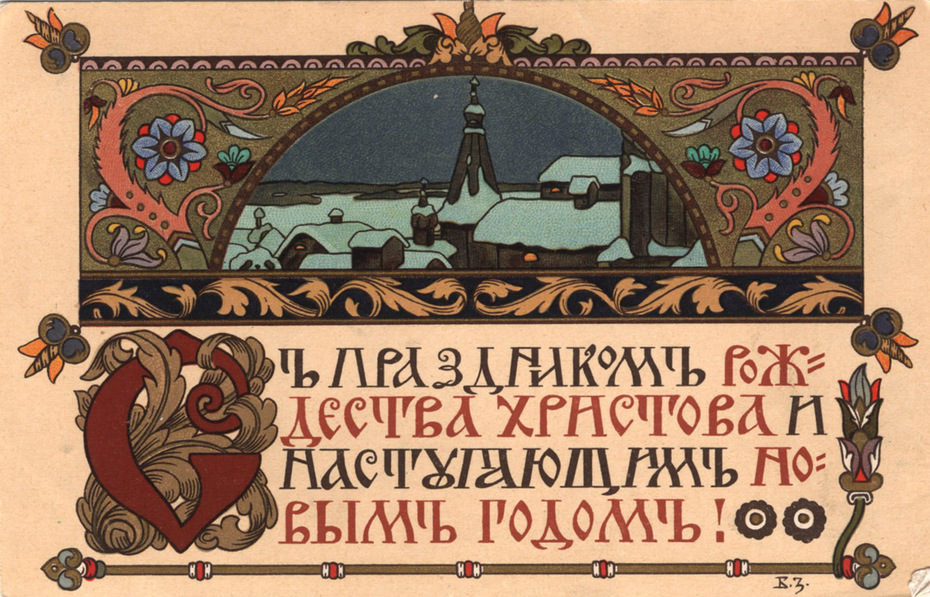 Съ праздникомъ Рож=
дества Христова и
наступающимъ Но=
вымъ Годомъ!
В.З.